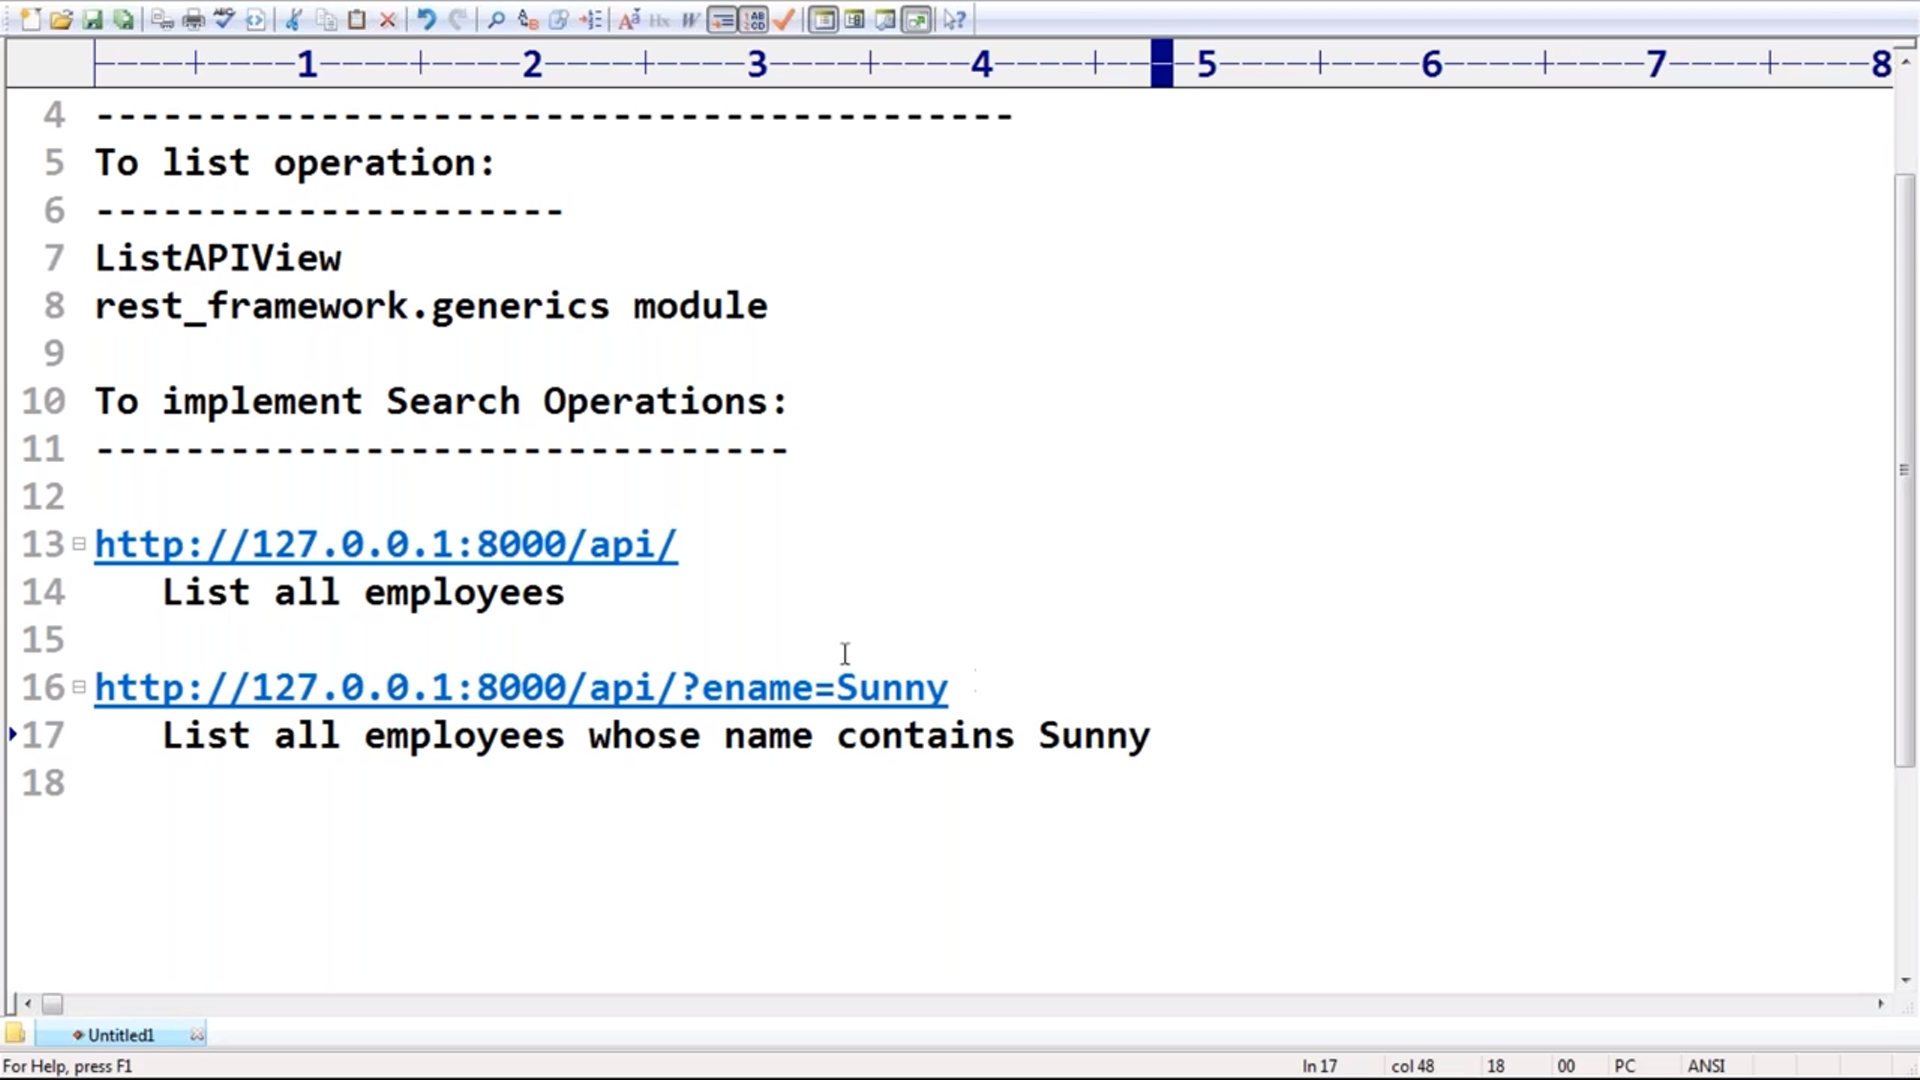 ----+----1----+----2----+----3----+----4----+----5----+----6----+----7----+----8
4 -----------------------------------------
5 To list operation:
6 ---------------------
7 ListAPIView
8 rest_framework.generics module
9
10 To implement Search Operations:
11 -------------------------------
12
13 http://127.0.0.1:8000/api/
14 List all employees
15
16 http://127.0.0.1:8000/api/?ename=Sunny
17 List all employees whose name contains Sunny
18
Untitled1
For Help, press F1 ln 17 col 48 18 00 PC ANSI